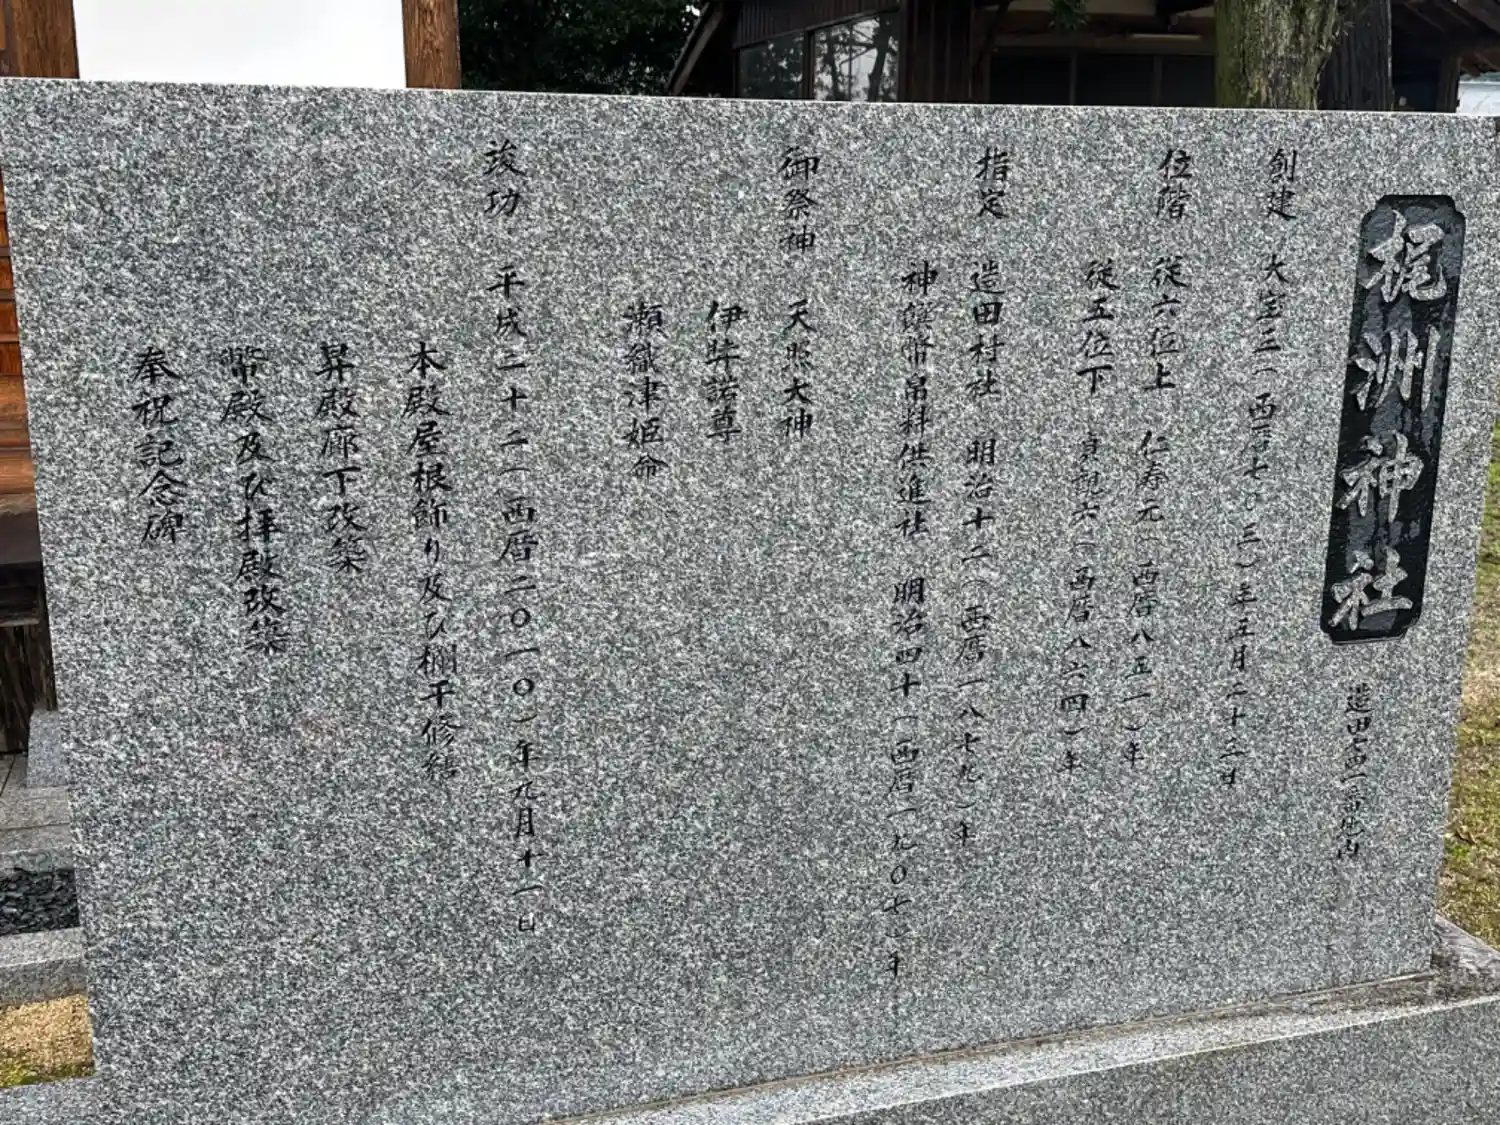 梶洲神社
造田七四一番地内
創建 大宝三(西暦七〇三)年五月二十三日
位階 従六位上 仁寿元(西暦八五一)年
従五位下 貞観六(西暦八六四)年
指定 造田村社 明治十二(西暦一八七九)年
神饌幣帛料供進社 明治四十(西暦一九〇七)年
御祭神 天照大神
伊弉諾尊
瀬織津姫命
竣功 平成二十二(西暦二〇一〇)年九月十一日
本殿屋根飾り及び欄干修繕
昇殿廊下改築
幣殿及び拝殿改築
奉祝記念碑